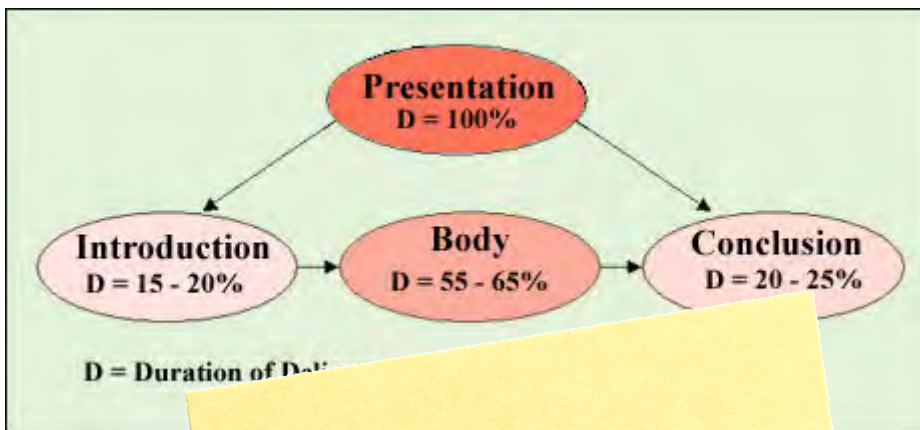 Presentation
D = 100%
Introduction
D = 15 - 20%
Body
D = 55 - 65%
Conclusion
D = 20 - 25%
D = Duration of